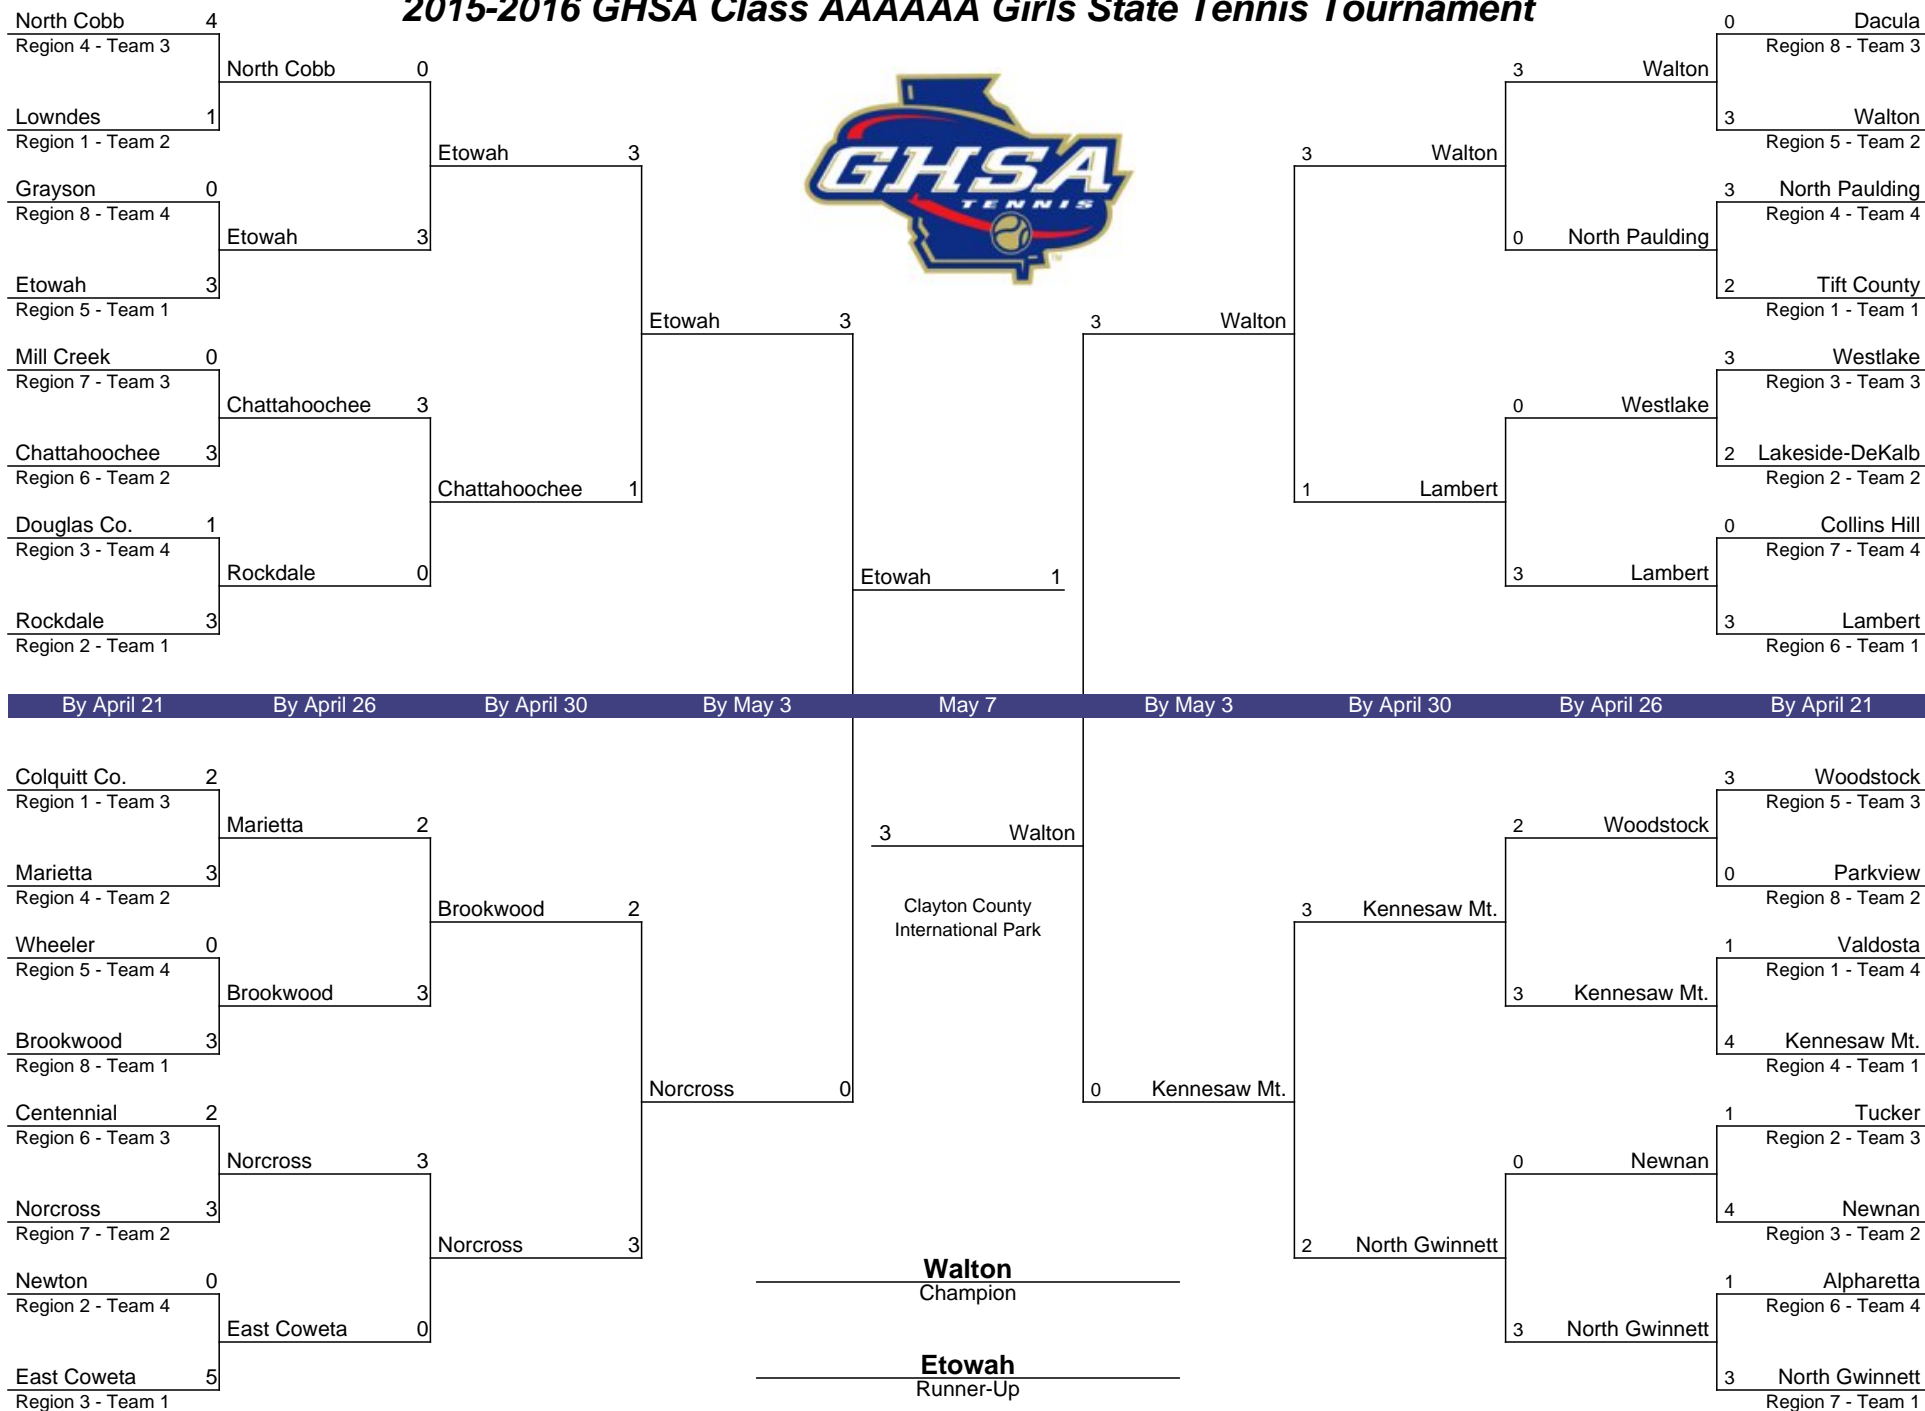 2015-2016 GHSA Class AAAAAA Girls State Tennis Tournament
GHSA
TENNIS
TM
North Cobb 4
Region 4 - Team 3
Lowndes 1
Region 1 - Team 2
Grayson 0
Region 8 - Team 4
Etowah 3
Region 5 - Team 1
Mill Creek 0
Region 7 - Team 3
Chattahoochee 3
Region 6 - Team 2
Douglas Co. 1
Region 3 - Team 4
Rockdale 3
Region 2 - Team 1
North Cobb 0
Etowah 3
Chattahoochee 3
Rockdale 0
Etowah 3
Chattahoochee 1
Etowah 3
Etowah 1
3 Walton
3 Walton
1 Lambert
3 Walton
0 North Paulding
0 Westlake
3 Lambert
0 Dacula
Region 8 - Team 3
3 Walton
Region 5 - Team 2
3 North Paulding
Region 4 - Team 4
2 Tift County
Region 1 - Team 1
3 Westlake
Region 3 - Team 3
2 Lakeside-DeKalb
Region 2 - Team 2
0 Collins Hill
Region 7 - Team 4
3 Lambert
Region 6 - Team 1
By April 21 By April 26 By April 30 By May 3 May 7 By May 3 By April 30 By April 26 By April 21
Colquitt Co. 2
Region 1 - Team 3
Marietta 3
Region 4 - Team 2
Wheeler 0
Region 5 - Team 4
Brookwood 3
Region 8 - Team 1
Centennial 2
Region 6 - Team 3
Norcross 3
Region 7 - Team 2
Newton 0
Region 2 - Team 4
East Coweta 5
Region 3 - Team 1
Marietta 2
Brookwood 3
Norcross 3
East Coweta 0
Brookwood 2
Norcross 3
Norcross 0
3 Walton
Clayton County
International Park
Walton
Champion
Etowah
Runner-Up
0 Kennesaw Mt.
3 Kennesaw Mt.
2 North Gwinnett
2 Woodstock
3 Kennesaw Mt.
0 Newnan
3 North Gwinnett
3 Woodstock
Region 5 - Team 3
0 Parkview
Region 8 - Team 2
1 Valdosta
Region 1 - Team 4
4 Kennesaw Mt.
Region 4 - Team 1
1 Tucker
Region 2 - Team 3
4 Newnan
Region 3 - Team 2
1 Alpharetta
Region 6 - Team 4
3 North Gwinnett
Region 7 - Team 1